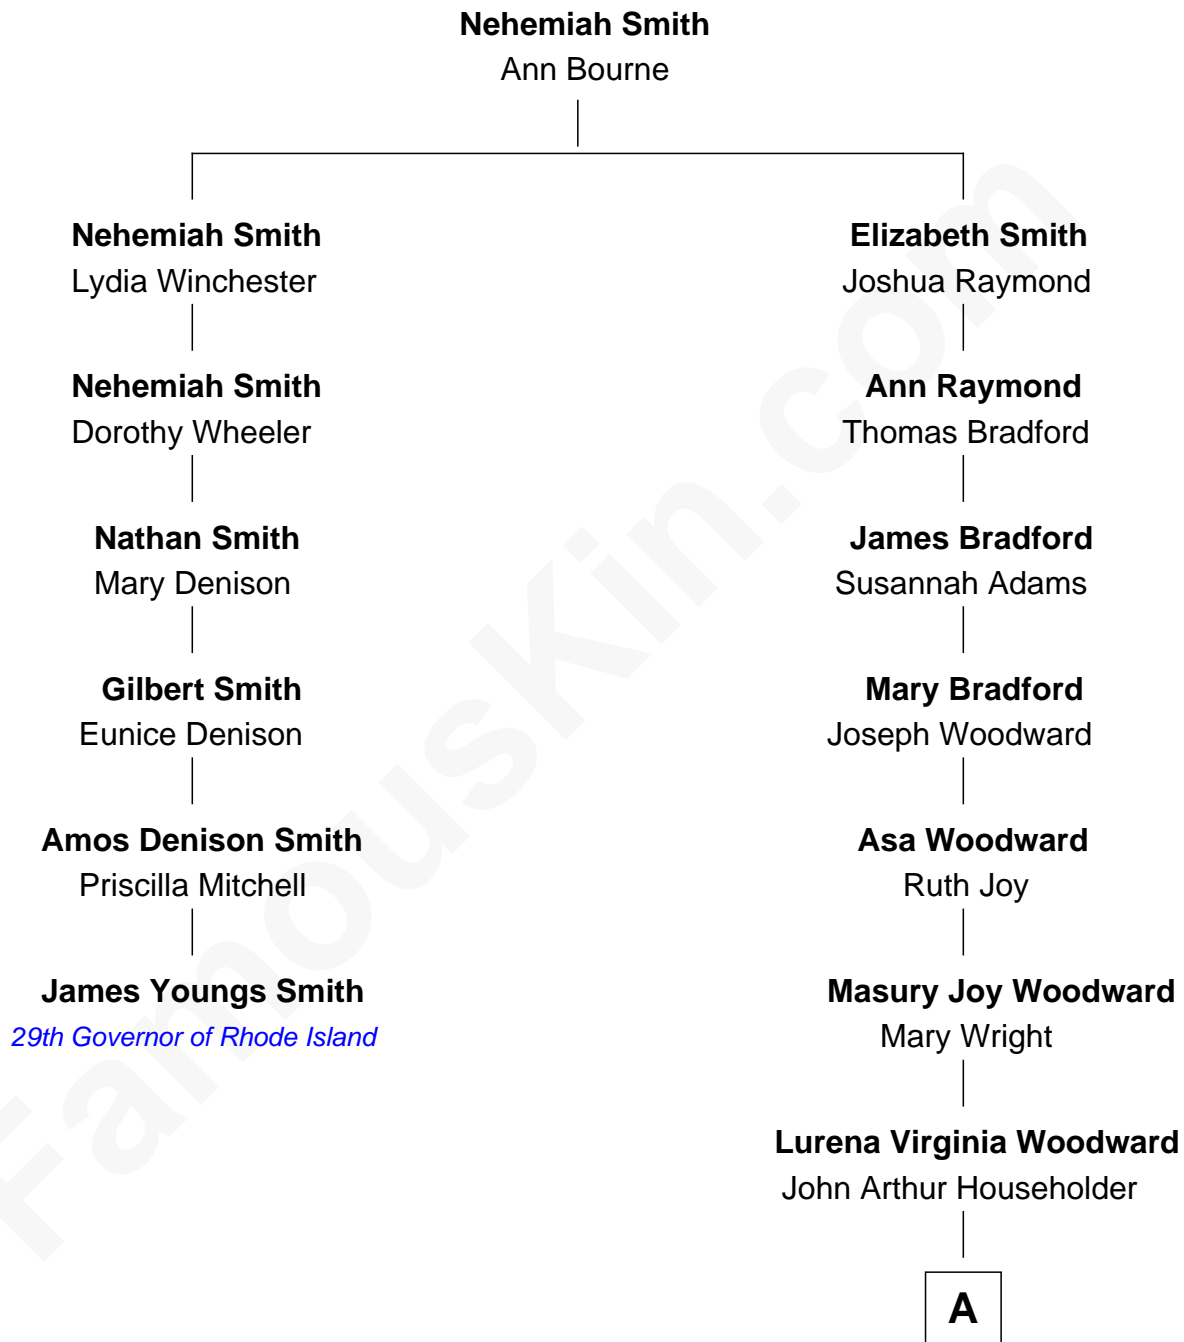 Nehemiah Smith
Ann Bourne
Nehemiah Smith
Lydia Winchester
Elizabeth Smith
Joshua Raymond
Nehemiah Smith
Dorothy Wheeler
Ann Raymond
Thomas Bradford
Nathan Smith
Mary Denison
James Bradford
Susannah Adams
Gilbert Smith
Eunice Denison
Mary Bradford
Joseph Woodward
Amos Denison Smith
Priscilla Mitchell
Asa Woodward
Ruth Joy
James Youngs Smith
29th Governor of Rhode Island
Masury Joy Woodward
Mary Wright
Lurena Virginia Woodward
John Arthur Householder
A
FamousKin.com